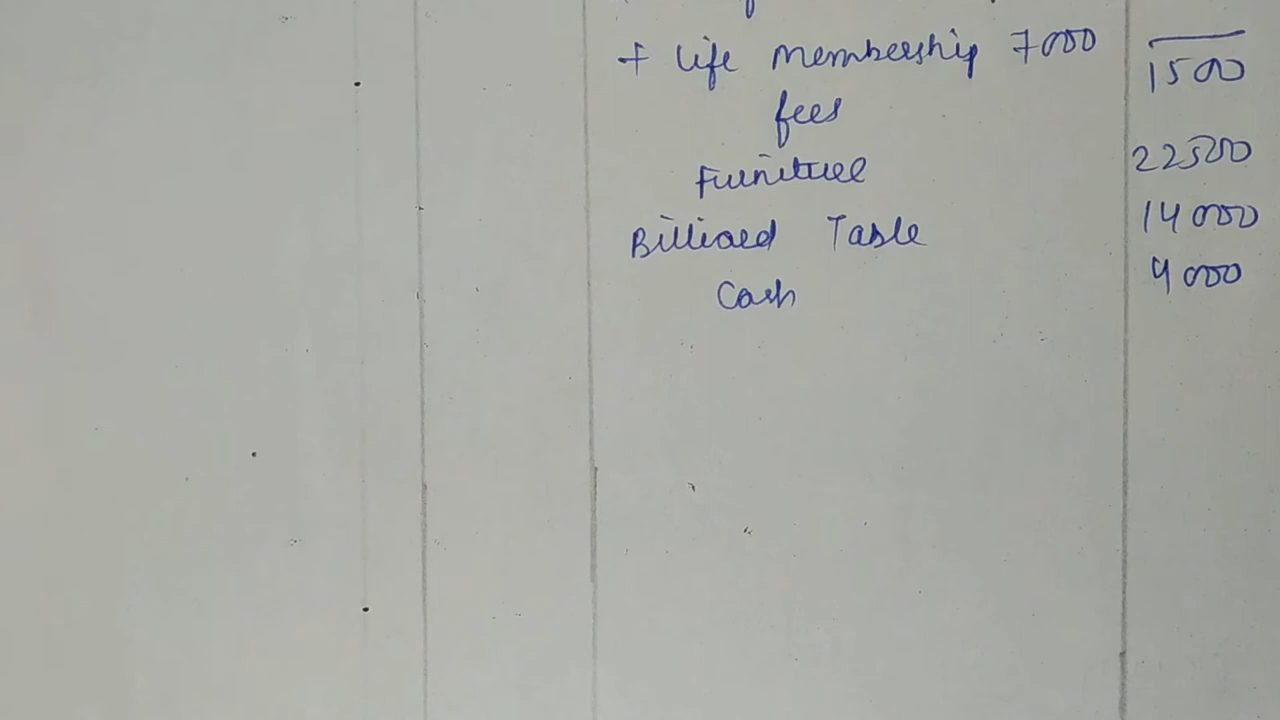 + Life membership 7000
1500
fees
Furniture 22500
Billiard Table 14000
Cash 4000